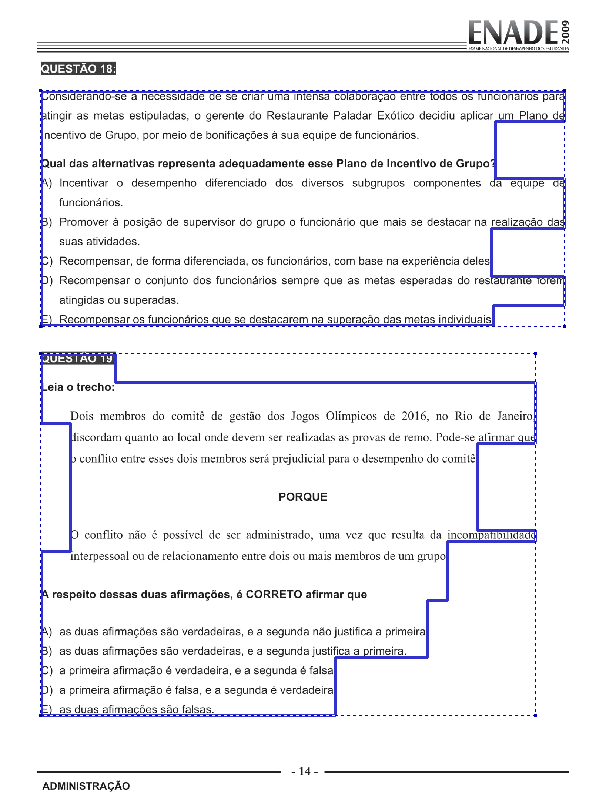 ENADE 2009
EXAME NACIONAL DE DESEMPENHO DOS ESTUDANTES
QUESTÃO 18:
Considerando-se a necessidade de se criar uma intensa colaboração entre todos os funcionários para
atingir as metas estipuladas, o gerente do Restaurante Paladar Exótico decidiu aplicar um Plano de
Incentivo de Grupo, por meio de bonificações à sua equipe de funcionários.
Qual das alternativas representa adequadamente esse Plano de Incentivo de Grupo?
A) Incentivar o desempenho diferenciado dos diversos subgrupos componentes da equipe de
funcionários.
B) Promover à posição de supervisor do grupo o funcionário que mais se destacar na realização das
suas atividades.
C) Recompensar, de forma diferenciada, os funcionários, com base na experiência deles.
D) Recompensar o conjunto dos funcionários sempre que as metas esperadas do restaurante forem
atingidas ou superadas.
E) Recompensar os funcionários que se destacarem na superação das metas individuais.
QUESTÃO 19:
Leia o trecho:
Dois membros do comitê de gestão dos Jogos Olímpicos de 2016, no Rio de Janeiro,
discordam quanto ao local onde devem ser realizadas as provas de remo. Pode-se afirmar que
o conflito entre esses dois membros será prejudicial para o desempenho do comitê
PORQUE
O conflito não é possível de ser administrado, uma vez que resulta da incompatibilidade
interpessoal ou de relacionamento entre dois ou mais membros de um grupo.
A respeito dessas duas afirmações, é CORRETO afirmar que
A) as duas afirmações são verdadeiras, e a segunda não justifica a primeira.
B) as duas afirmações são verdadeiras, e a segunda justifica a primeira.
C) a primeira afirmação é verdadeira, e a segunda é falsa.
D) a primeira afirmação é falsa, e a segunda é verdadeira.
E) as duas afirmações são falsas.
- 14 -
ADMINISTRAÇÃO